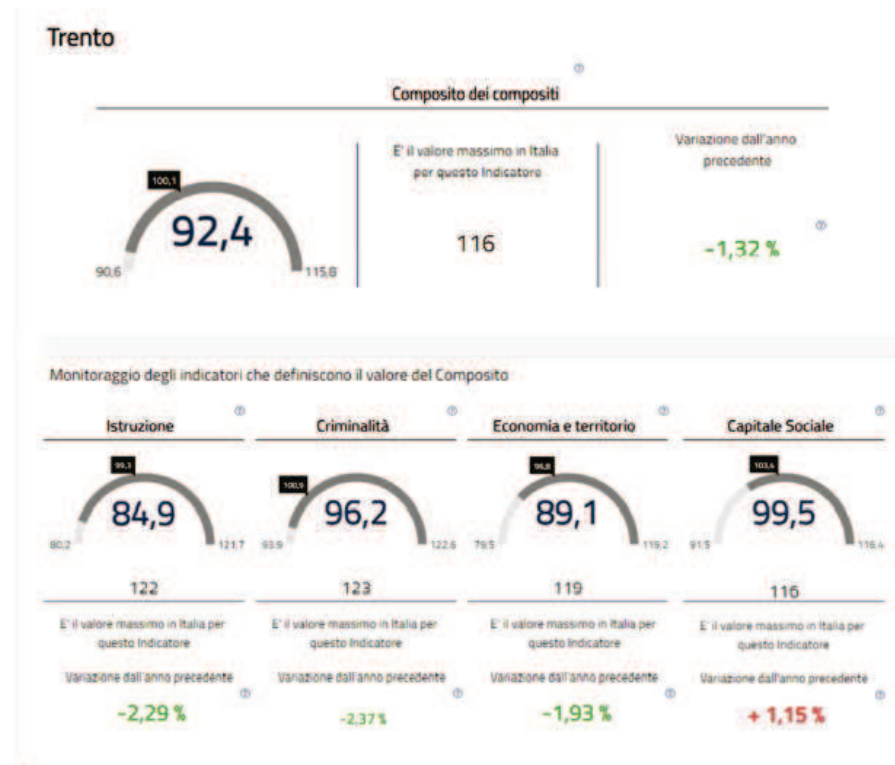 Trento
Composito dei compositi
E' il valore massimo in Italia
per questo Indicatore
Variazione dall'anno
precedente
100,1
92,4
90,6
115,8
116
-1,32 %
Monitoraggio degli indicatori che definiscono il valore del Composito
Istruzione
Criminalità
Economia e territorio
Capitale Sociale
99,3
100,9
96,8
103,4
84,9
96,2
89,1
99,5
80,2
121,7
93,9
122,6
79,5
119,2
91,5
116,4
122
123
119
116
E' il valore massimo in Italia per
questo Indicatore
E' il valore massimo in Italia per
questo Indicatore
E' il valore massimo in Italia per
questo Indicatore
E' il valore massimo in Italia per
questo Indicatore
Variazione dall'anno precedente
Variazione dall'anno precedente
Variazione dall'anno precedente
Variazione dall'anno precedente
-2,29 %
-2,37 %
-1,93 %
+ 1,15 %